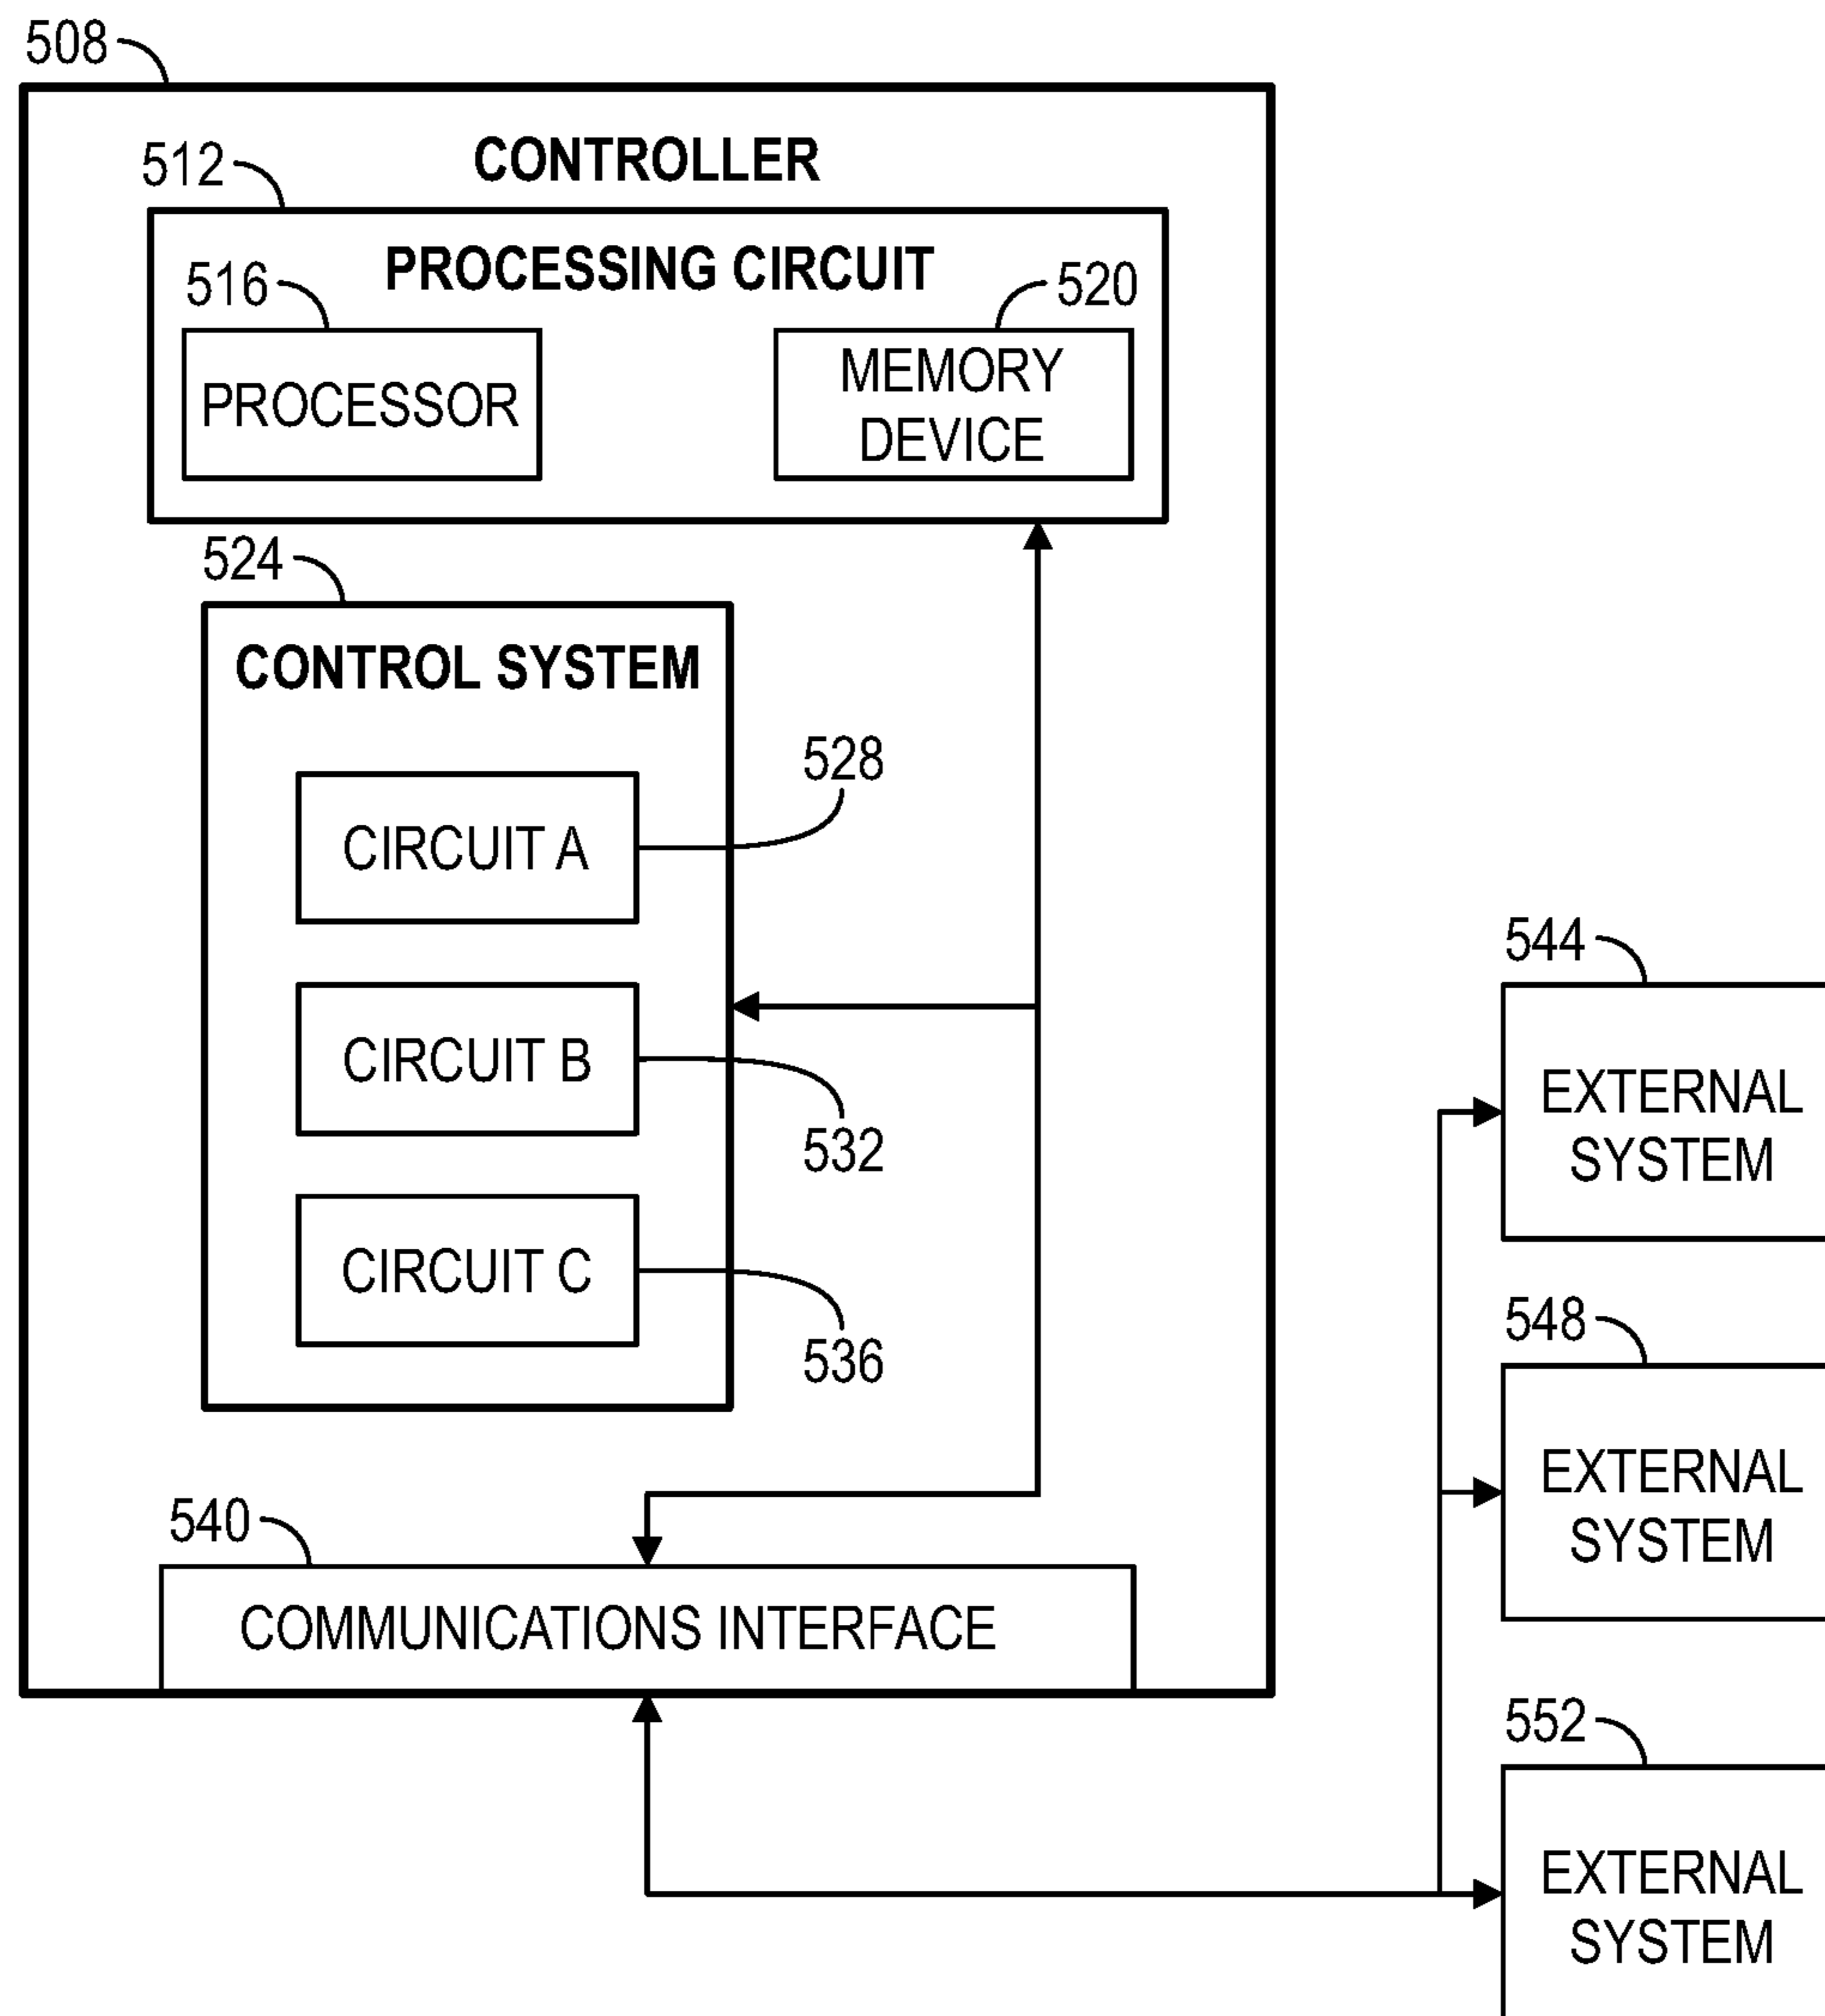 508
CONTROLLER
512
PROCESSING CIRCUIT
516
520
PROCESSOR
MEMORY
DEVICE
524
CONTROL SYSTEM
528
CIRCUIT A
CIRCUIT B
532
CIRCUIT C
536
540
COMMUNICATIONS INTERFACE
544
EXTERNAL
SYSTEM
548
EXTERNAL
SYSTEM
552
EXTERNAL
SYSTEM